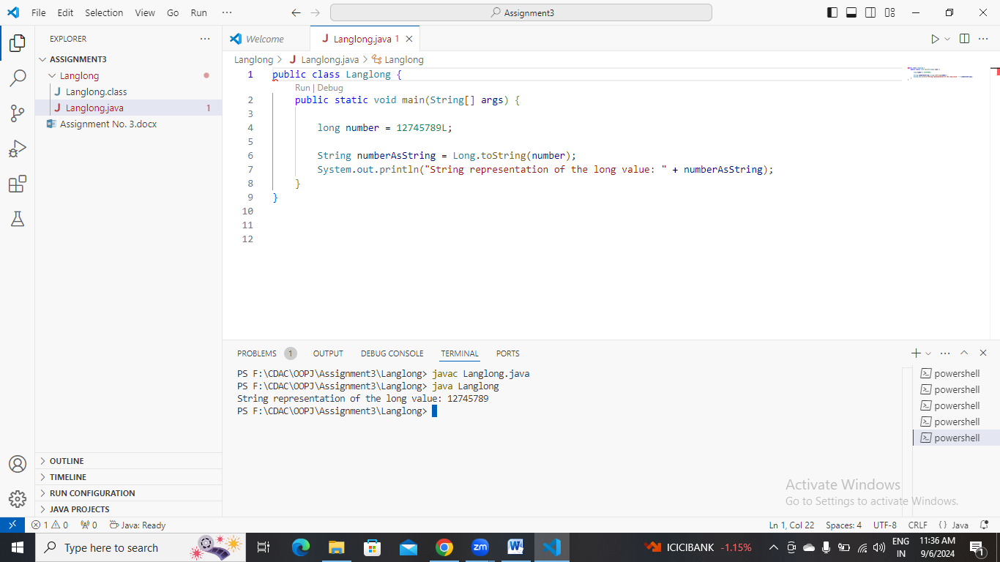 File Edit Selection View Go Run ··· Assignment3
EXPLORER ···
ASSIGNMENT3
Langlong
J Langlong.class
J Langlong.java 1
Assignment No. 3.docx
OUTLINE
TIMELINE
RUN CONFIGURATION
JAVA PROJECTS
Welcome J Langlong.java 1
Langlong > J Langlong.java > Langlong
1 public class Langlong {
Run | Debug
2 public static void main(String[] args) {
3
4 long number = 12745789L;
5
6 String numberAsString = Long.toString(number);
7 System.out.println("String representation of the long value: " + numberAsString);
8 }
9 }
10
11
12
PROBLEMS 1 OUTPUT DEBUG CONSOLE TERMINAL PORTS
PS F:\CDAC\OOPJ\Assignment3\Langlong> javac Langlong.java
PS F:\CDAC\OOPJ\Assignment3\Langlong> java Langlong
String representation of the long value: 12745789
PS F:\CDAC\OOPJ\Assignment3\Langlong>
powershell
powershell
powershell
powershell
powershell
Activate Windows
Go to Settings to activate Windows.
1 0 0 Java: Ready Ln 1, Col 22 Spaces: 4 UTF-8 CRLF {} Java
Type here to search zm W ICICIBANK -1.15% ENG IN 11:36 AM 9/6/2024 1